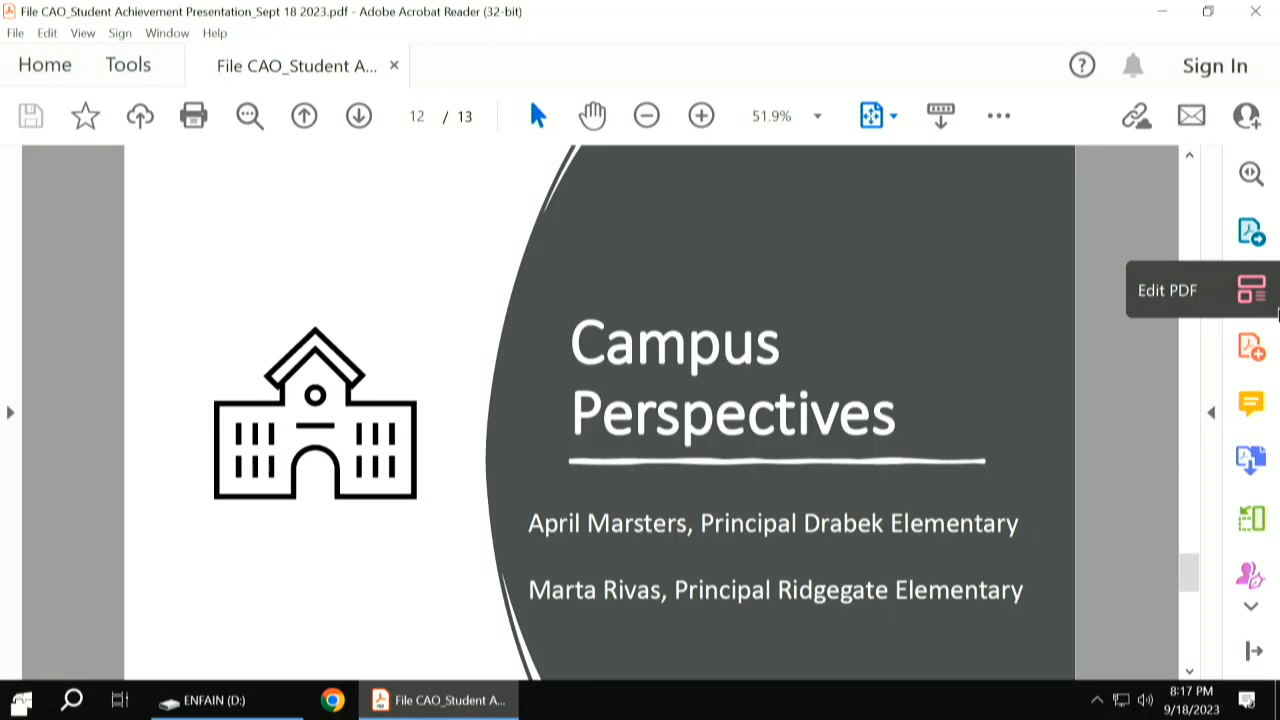 File CAO_Student Achievement Presentation_Sept 18 2023.pdf - Adobe Acrobat Reader (32-bit)
File Edit View Sign Window Help
Home Tools File CAO_Student A... Sign In
12 / 13 51.9%
Edit PDF
Campus
Perspectives
April Marsters, Principal Drabek Elementary
Marta Rivas, Principal Ridgegate Elementary
ENFAIN (D:) File CAO_Student A... 8:17 PM
9/18/2023